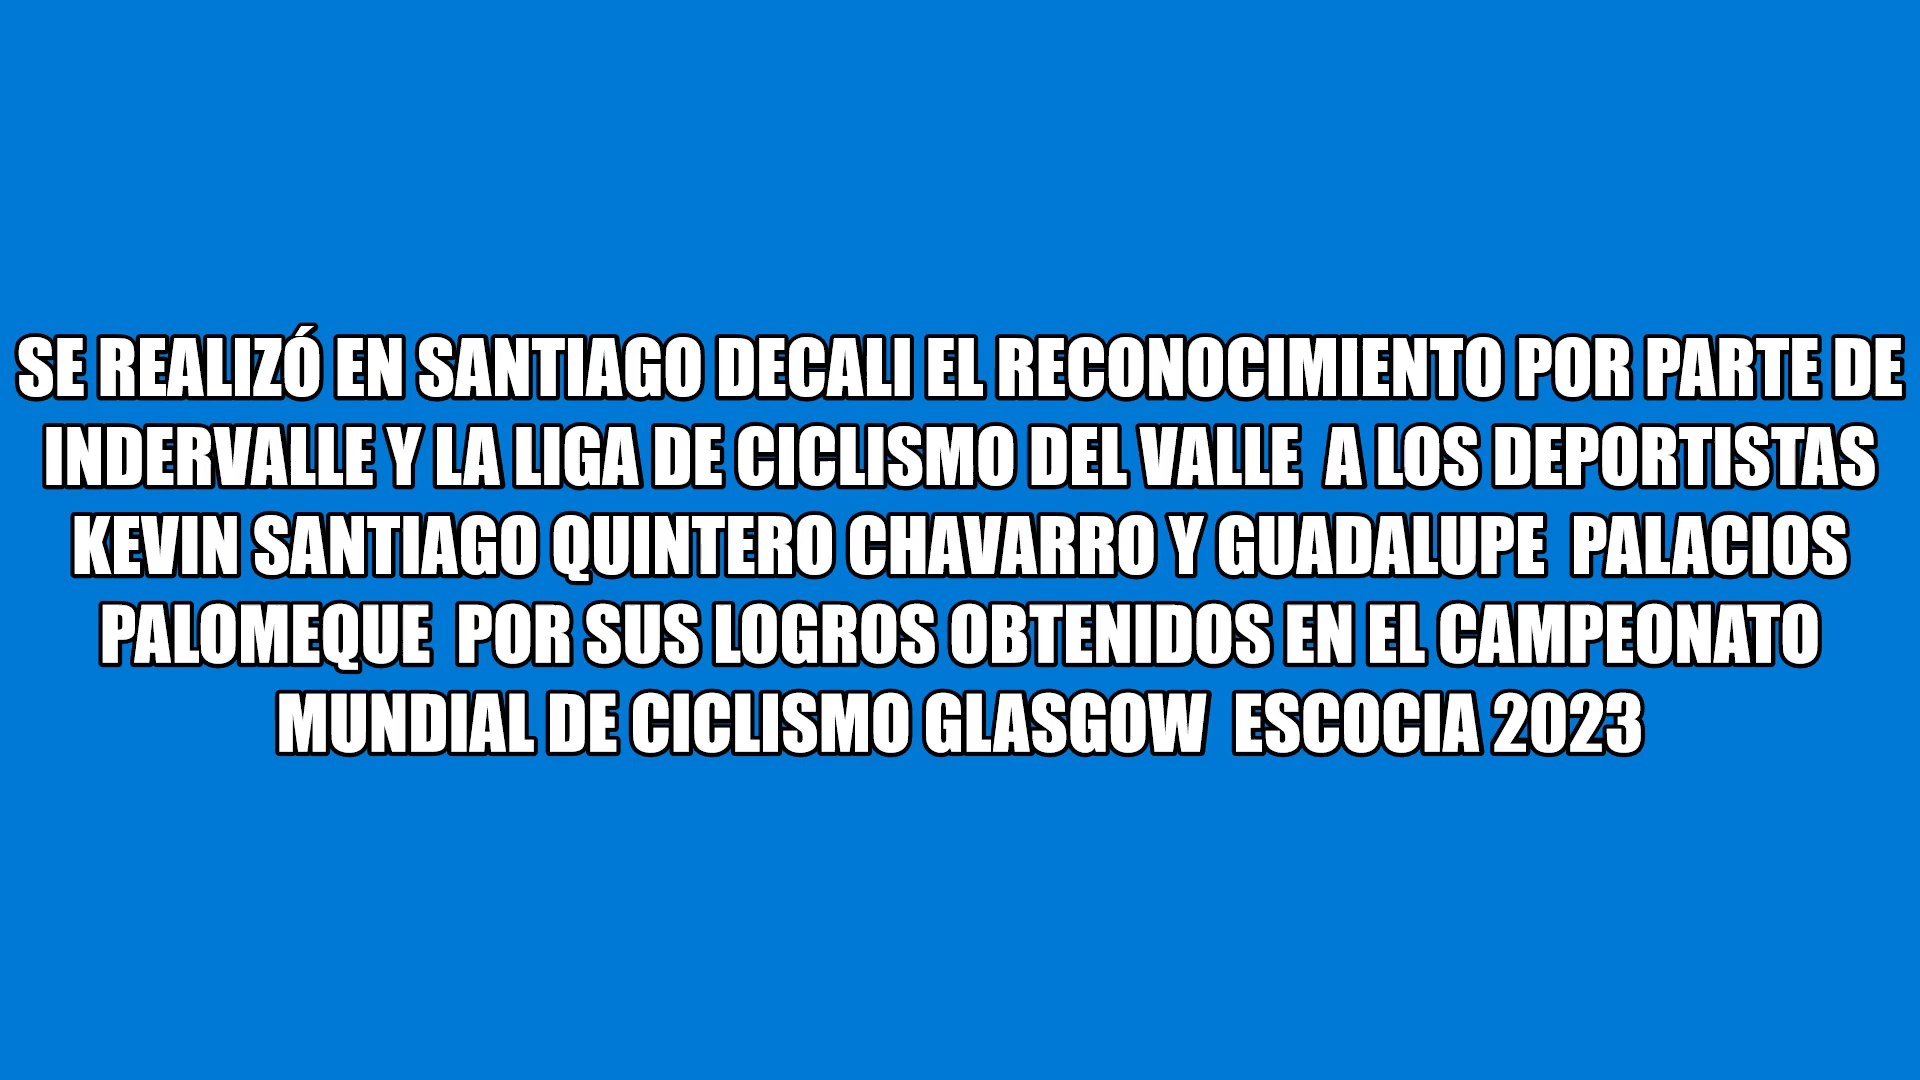 SE REALIZÓ EN SANTIAGO DECALI EL RECONOCIMIENTO POR PARTE DE
INDERVALLE Y LA LIGA DE CICLISMO DEL VALLE  A LOS DEPORTISTAS
KEVIN SANTIAGO QUINTERO CHAVARRO Y GUADALUPE  PALACIOS
PALOMEQUE  POR SUS LOGROS OBTENIDOS EN EL CAMPEONATO
MUNDIAL DE CICLISMO GLASGOW  ESCOCIA 2023